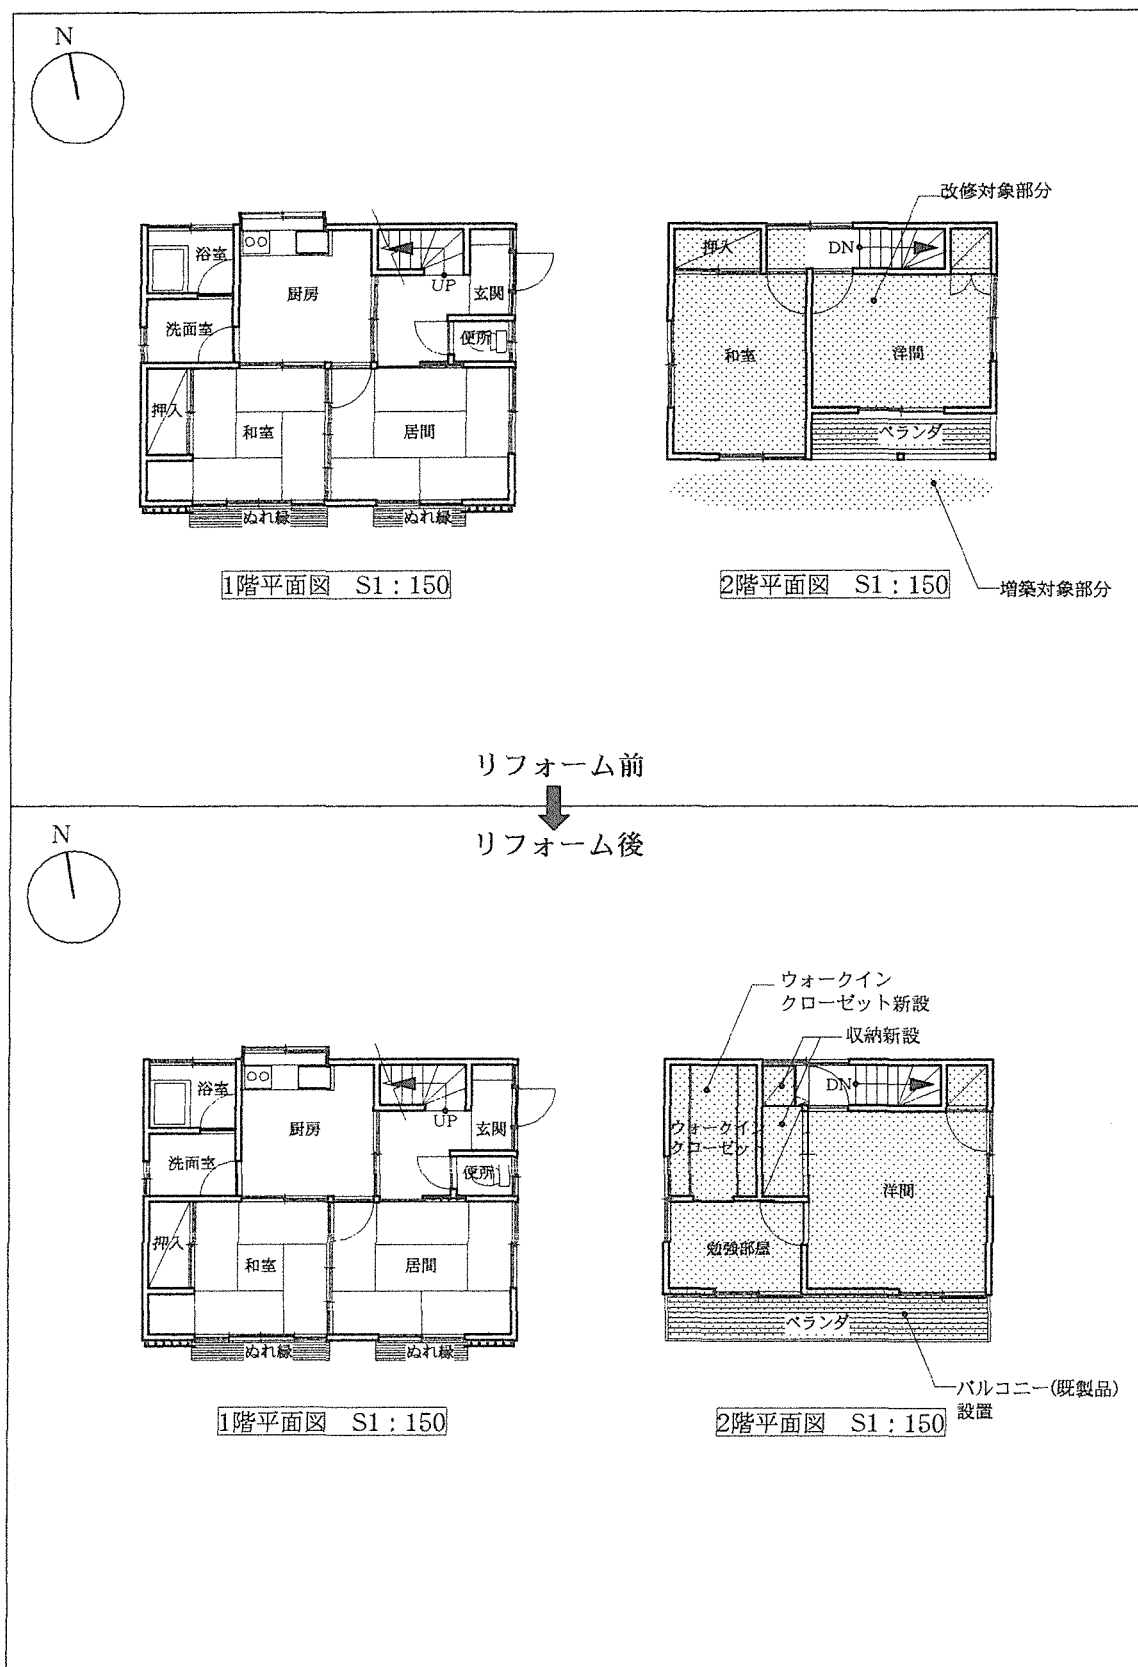 N
改修対象部分
浴室
厨房
UP
玄関
洗面室
便所
押入
和室
居間
ぬれ縁
ぬれ縁
押入
DN
和室
洋間
ベランダ
1階平面図 S1：150
2階平面図 S1：150
増築対象部分
リフォーム前
リフォーム後
N
ウォークイン
クローゼット新設
収納新設
浴室
厨房
UP
玄関
洗面室
便所
押入
和室
居間
ぬれ縁
ぬれ縁
DN
ウォークイン
クローゼット
洋間
勉強部屋
ベランダ
バルコニー(既製品)
設置
1階平面図 S1：150
2階平面図 S1：150